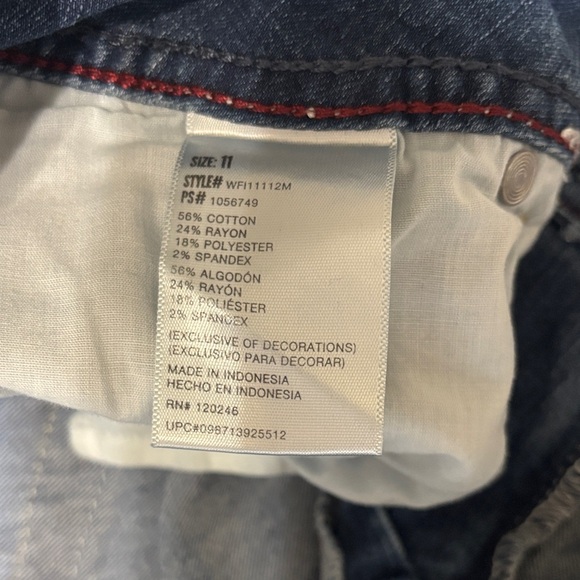 SIZE: 11
STYLE# WFI11112M
PS# 1056749
56% COTTON
24% RAYON
18% POLYESTER
2% SPANDEX
56% ALGODÓN
24% RAYÓN
18% POLIÉSTER
2% SPANDEX
(EXCLUSIVE OF DECORATIONS)
(EXCLUSIVO PARA DECORAR)
MADE IN INDONESIA
HECHO EN INDONESIA
RN# 120246
UPC#098713925512